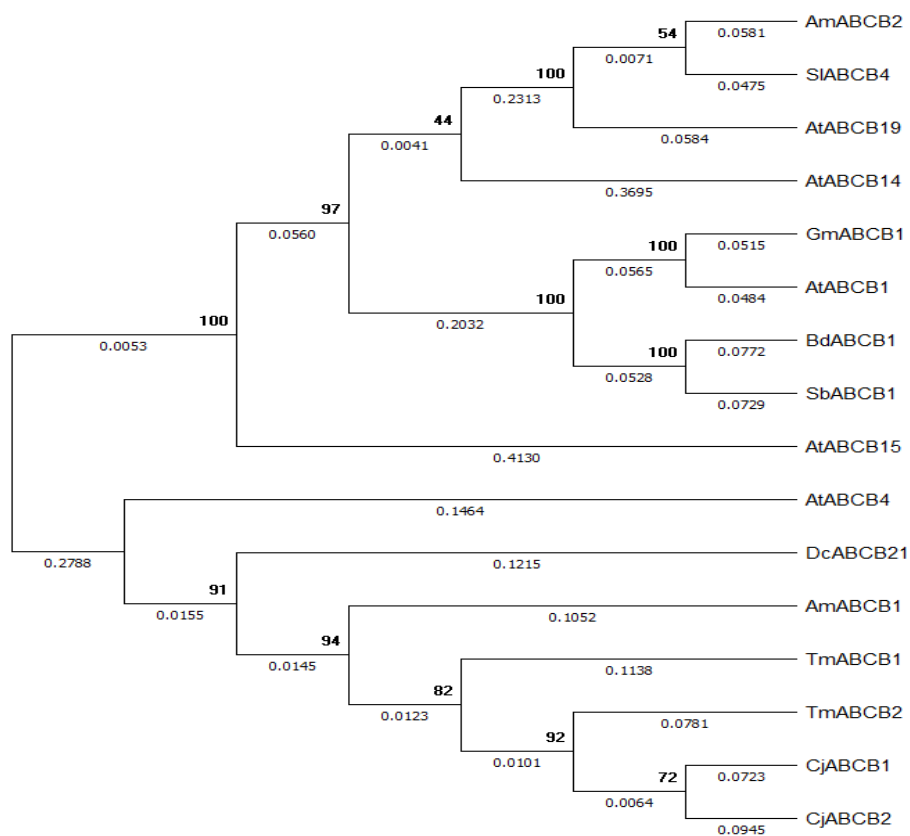 AmABCB2
54
0.0581
0.0071
SlABCB4
100
0.0475
0.2313
AtABCB19
44
0.0584
0.0041
AtABCB14
0.3695
97
0.0560
GmABCB1
100
0.0515
0.0565
AtABCB1
100
0.0484
0.2032
100
0.0053
BdABCB1
100
0.0772
0.0528
SbABCB1
0.0729
AtABCB15
0.4130
AtABCB4
0.1464
0.2788
DcABCB21
91
0.1215
0.0155
AmABCB1
94
0.1052
0.0145
TmABCB1
82
0.1138
0.0123
TmABCB2
92
0.0781
0.0101
CjABCB1
72
0.0723
0.0064
CjABCB2
0.0945